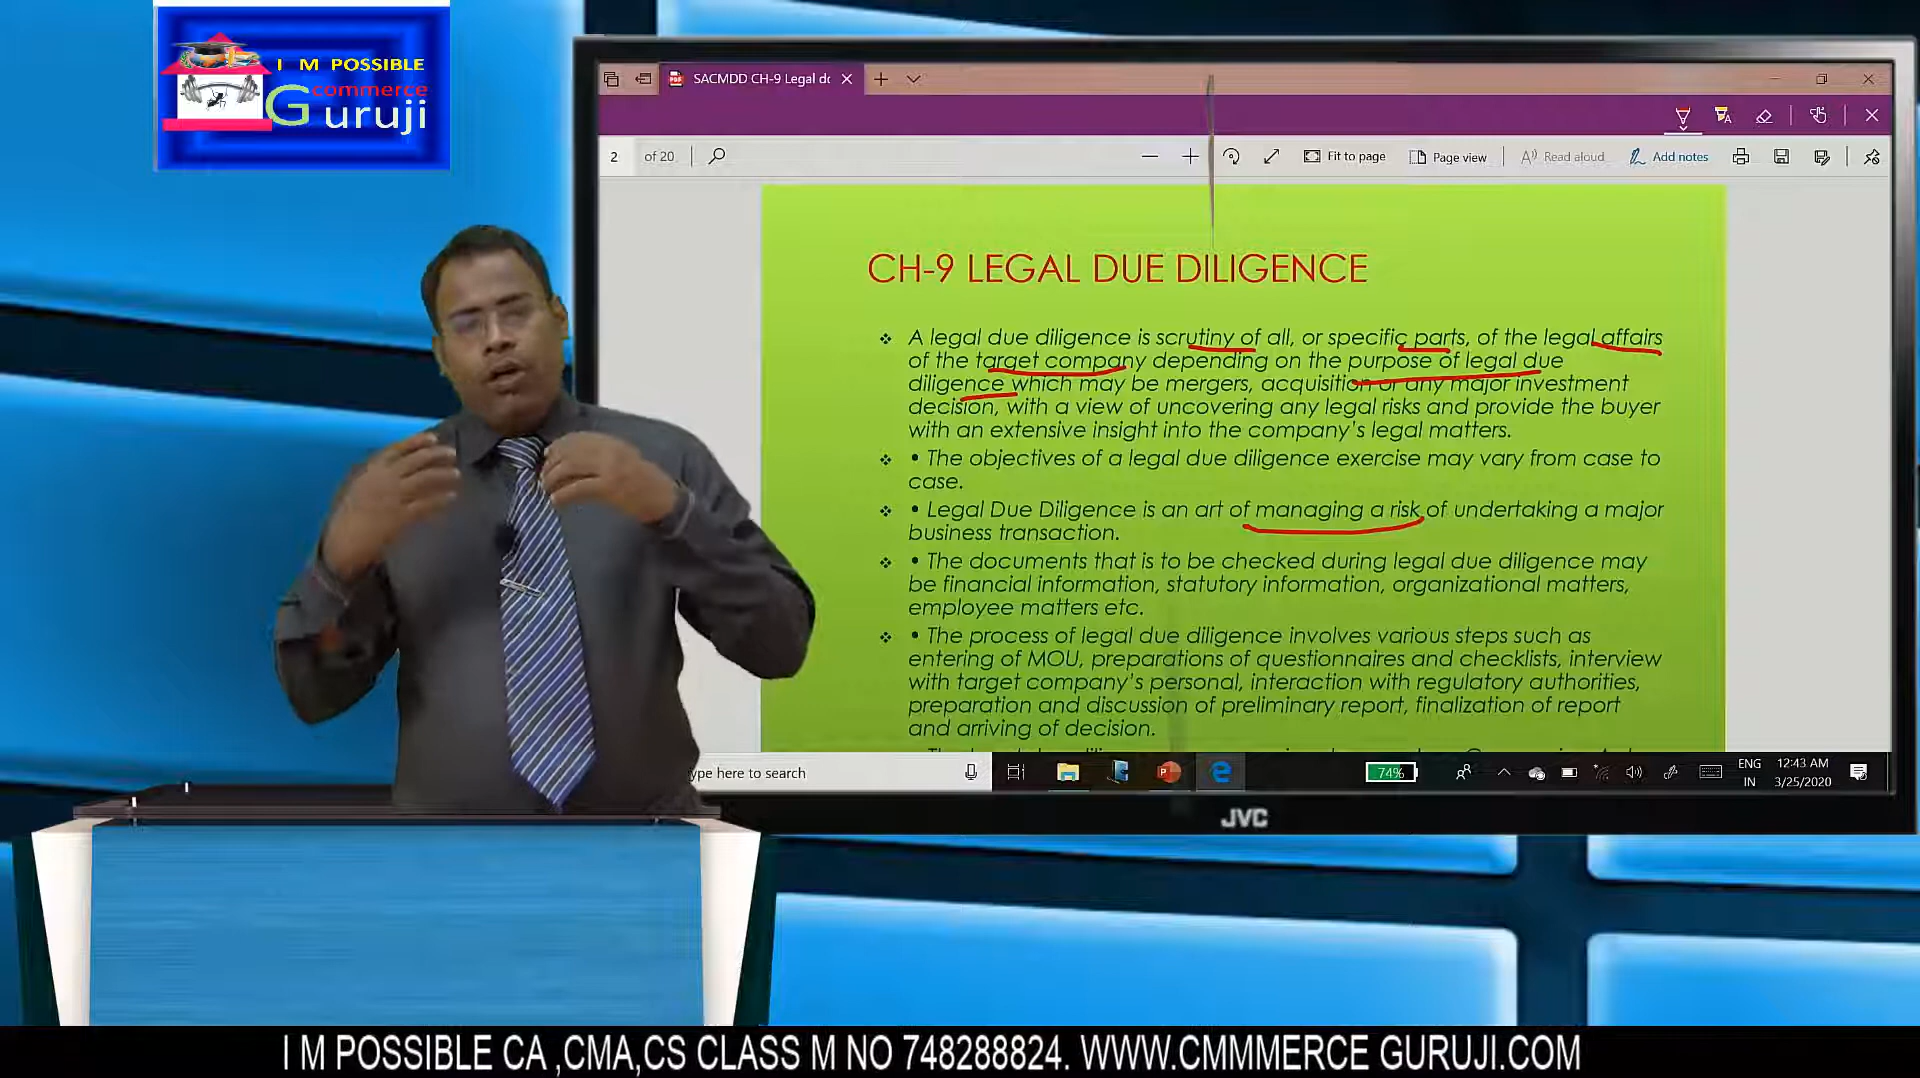 I M POSSIBLE
commerce
Guruji
SACMDD CH-9 Legal dc
2 of 20
Fit to page
Page view
Read aloud
Add notes
CH-9 LEGAL DUE DILIGENCE
A legal due diligence is scrutiny of all, or specific parts, of the legal affairs
of the target company depending on the purpose of legal due
diligence which may be mergers, acquisition or any major investment
decision, with a view of uncovering any legal risks and provide the buyer
with an extensive insight into the company's legal matters.
• The objectives of a legal due diligence exercise may vary from case to
case.
• Legal Due Diligence is an art of managing a risk of undertaking a major
business transaction.
• The documents that is to be checked during legal due diligence may
be financial information, statutory information, organizational matters,
employee matters etc.
• The process of legal due diligence involves various steps such as
entering of MOU, preparations of questionnaires and checklists, interview
with target company's personal, interaction with regulatory authorities,
preparation and discussion of preliminary report, finalization of report
and arriving of decision.
ype here to search
74%
ENG
IN
12:43 AM
3/25/2020
JVC
I M POSSIBLE CA ,CMA,CS CLASS M NO 748288824. WWW.CMMMERCE GURUJI.COM